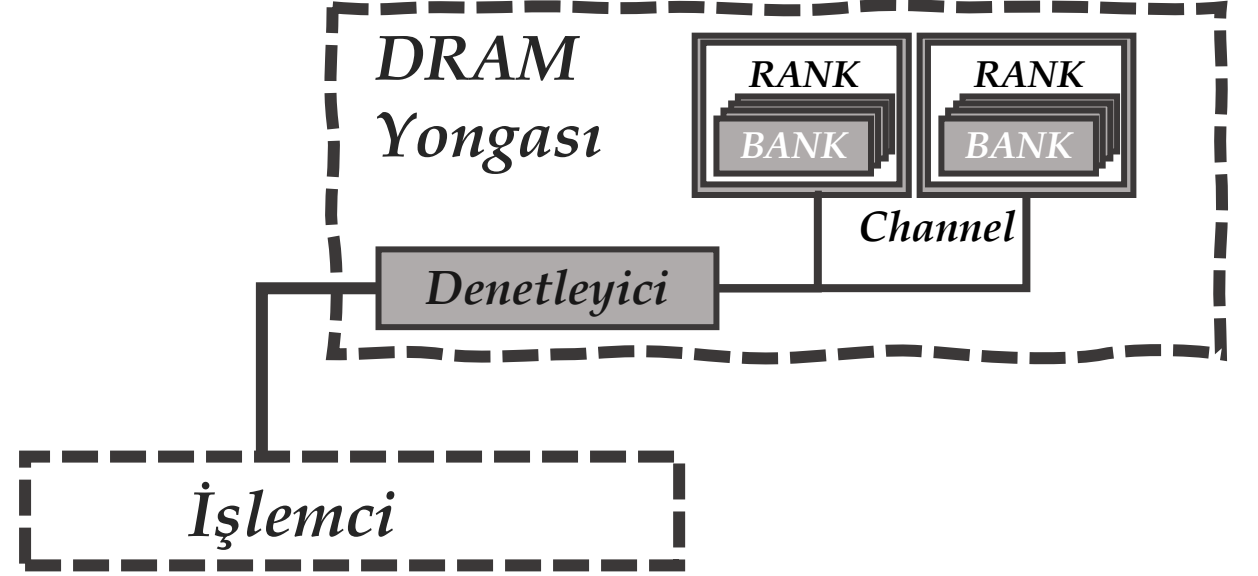 DRAM
Yongası
RANK
RANK
BANK
BANK
Channel
Denetleyici
İşlemci